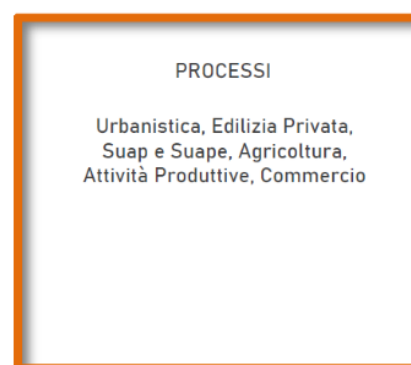 PROCESSI
Urbanistica, Edilizia Privata,
Suap e Suape, Agricoltura,
Attività Produttive, Commercio